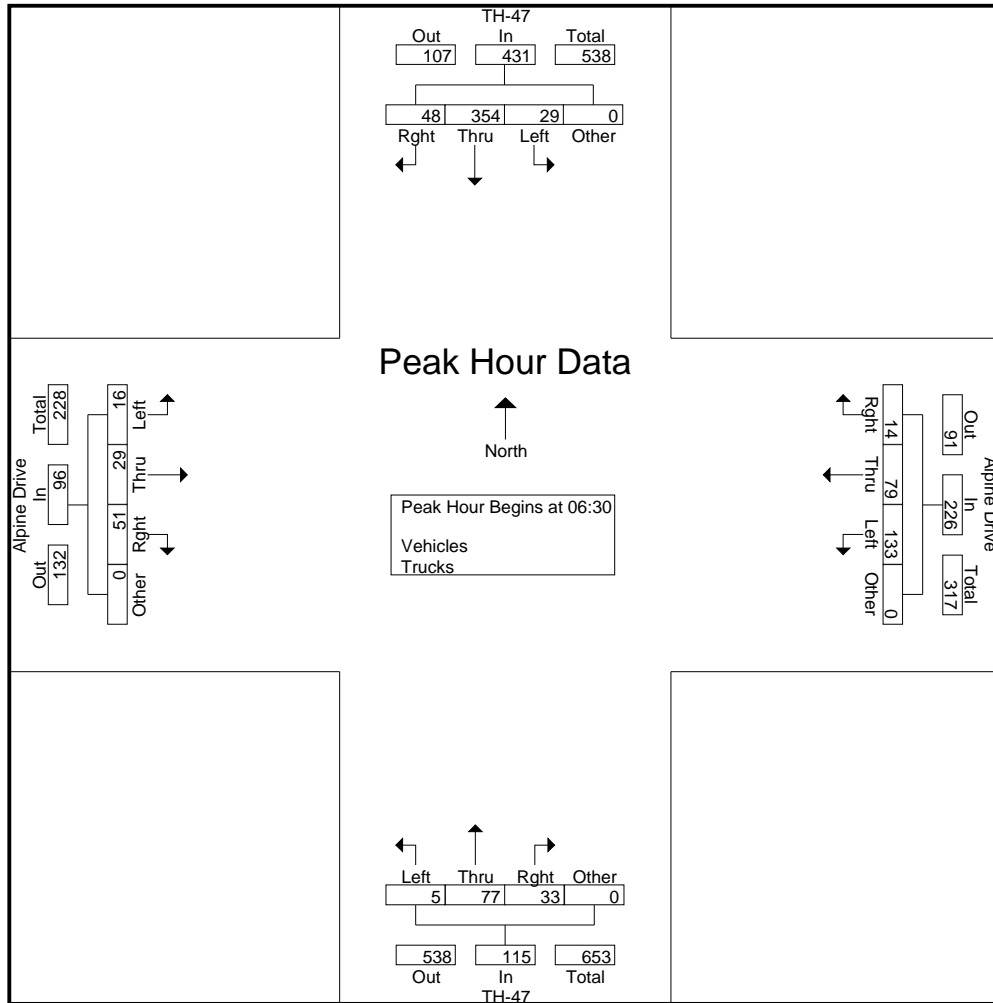 TH-47
Out In Total
107 431 538
48 354 29 0
Rght Thru Left Other
Peak Hour Data
North
Peak Hour Begins at 06:30
Vehicles
Trucks
Alpine Drive
Out In Total
132 96 228
Left Thru Rght Other
16 29 51 0
Alpine Drive
Out In Total
91 226 317
Rght Thru Left Other
14 79 133 0
Left Thru Rght Other
5 77 33 0
538 115 653
Out In Total
TH-47